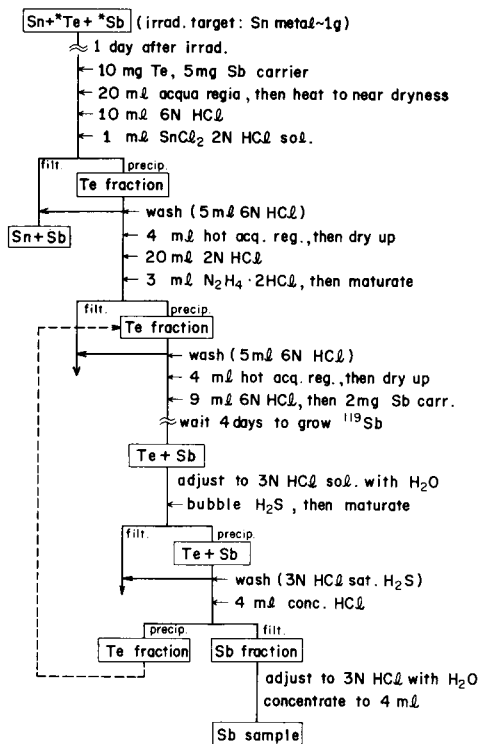 Sn+*Te + *Sb (irrad. target: Sn metal~1g)
1 day after irrad.
10 mg Te, 5mg Sb carrier
20 mℓ acqua regia, then heat to near dryness
10 mℓ 6N HCℓ
1 mℓ SnCℓ2 2N HCℓ sol.
filt. precip.
Te fraction
wash (5mℓ 6N HCℓ)
Sn+Sb
4 mℓ hot acq. reg., then dry up
20mℓ 2N HCℓ
3 mℓ N2H4·2HCℓ, then maturate
filt. precip.
Te fraction
wash (5mℓ 6N HCℓ)
4 mℓ hot acq. reg., then dry up
9 mℓ 6N HCℓ, then 2mg Sb carr.
wait 4 days to grow 119Sb
Te + Sb
adjust to 3N HCℓ sol. with H2O
bubble H2S, then maturate
filt. precip.
Te + Sb
wash (3N HCℓ sat. H2S)
4 mℓ conc. HCℓ
precip. filt.
Te fraction Sb fraction
adjust to 3N HCℓ with H2O
concentrate to 4 mℓ
Sb sample